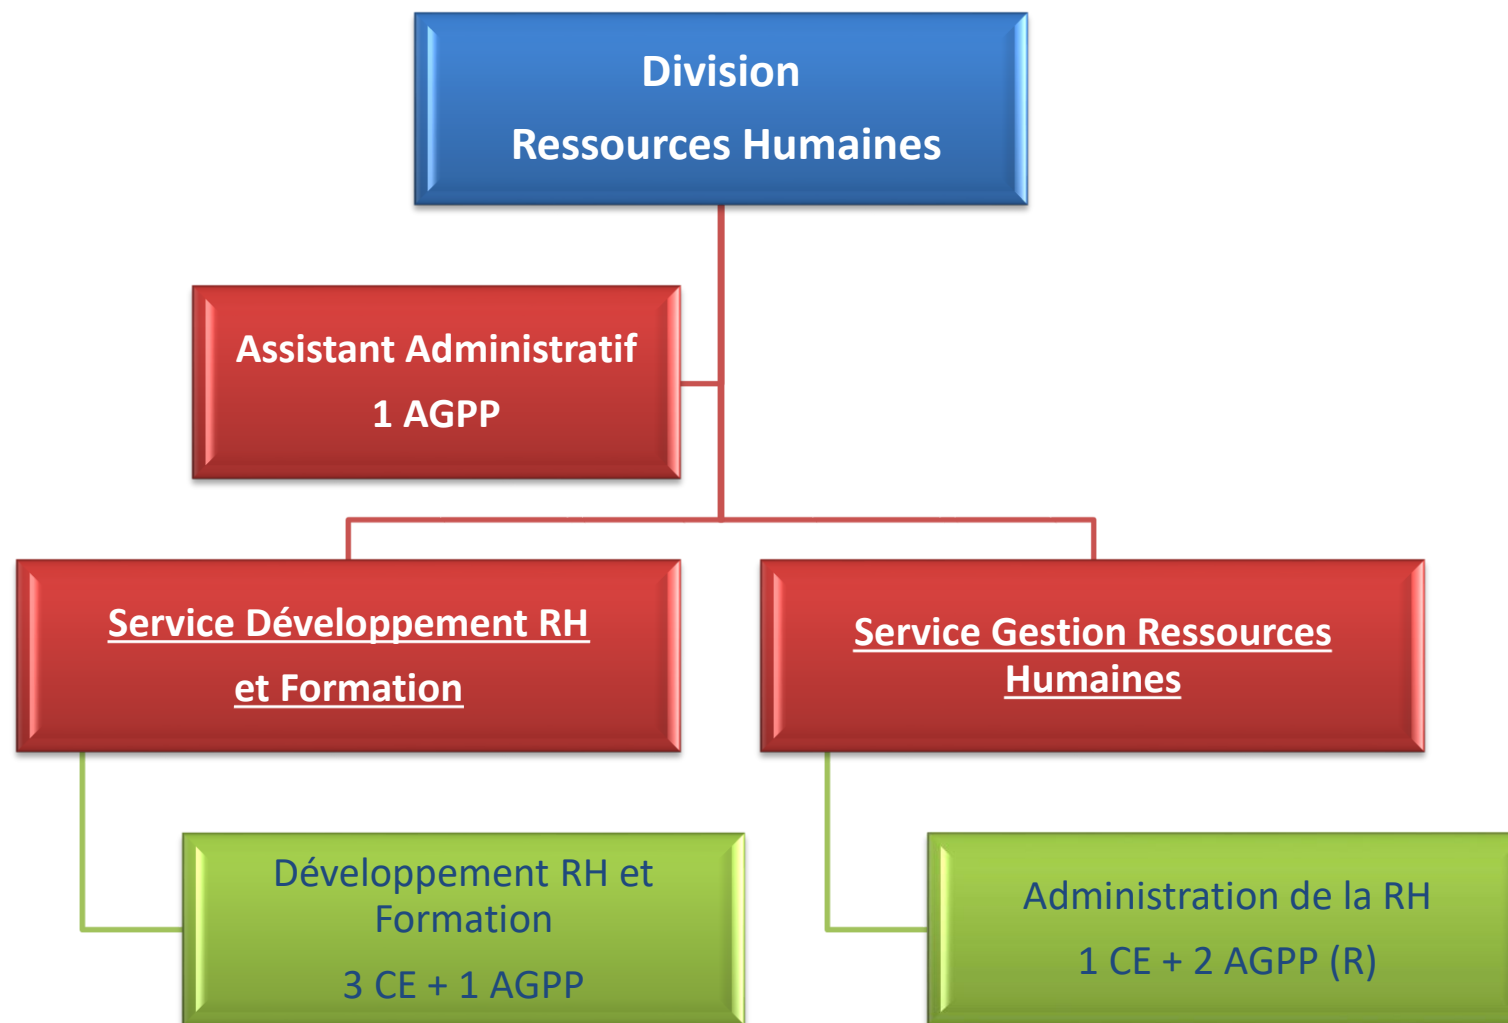 Division
Ressources Humaines
Assistant Administratif
1 AGPP
Service Développement RH
et Formation
Service Gestion Ressources
Humaines
Développement RH et
Formation
3 CE + 1 AGPP
Administration de la RH
1 CE + 2 AGPP (R)